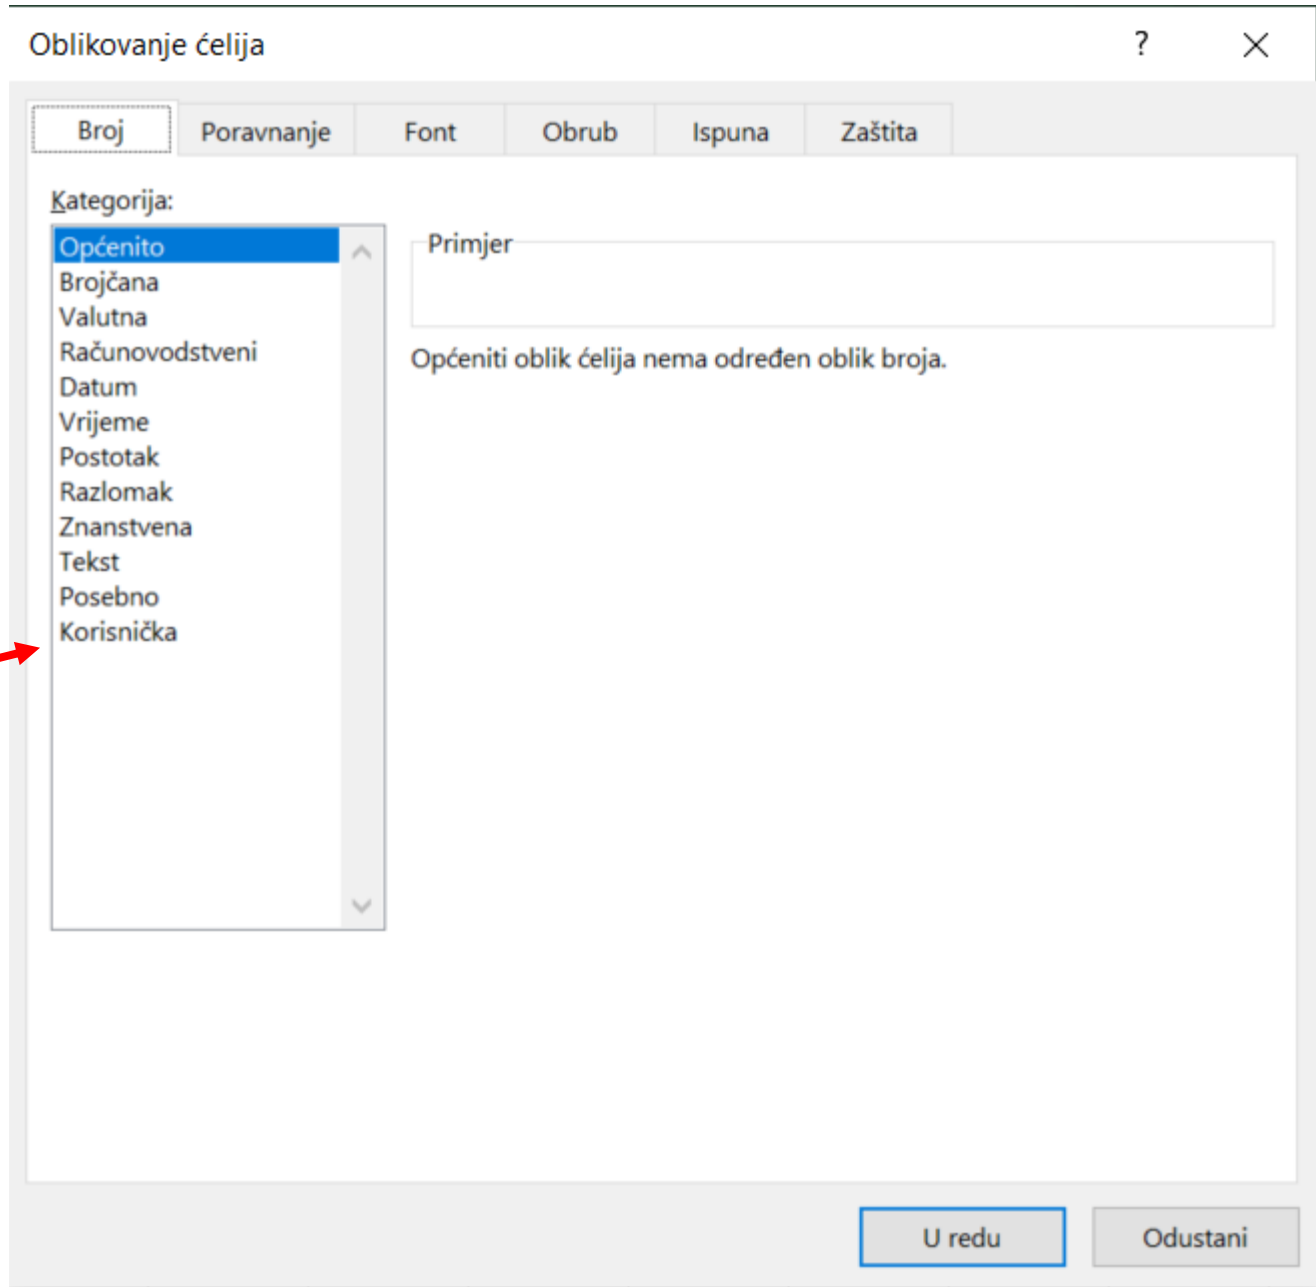 Oblikovanje ćelija
?
Broj Poravnanje Font Obrub Ispuna Zaštita
Kategorija:
Općenito
Brojčana
Valutna
Računovodstveni
Datum
Vrijeme
Postotak
Razlomak
Znanstvena
Tekst
Posebno
Korisnička
Primjer
Općeniti oblik ćelija nema određen oblik broja.
U redu Odustani